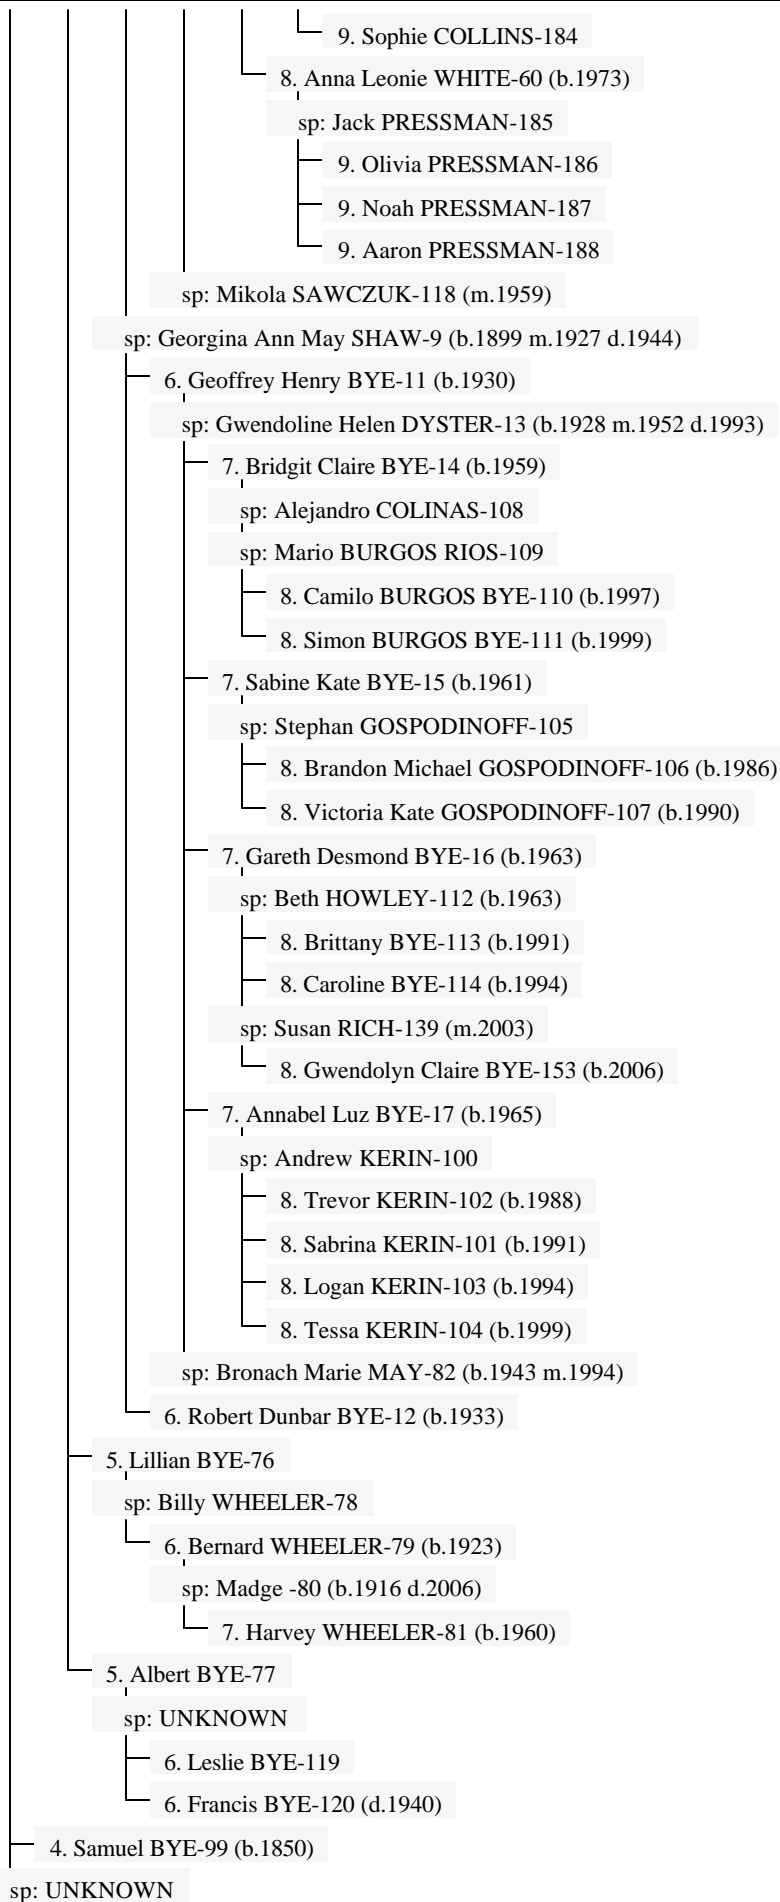 9. Sophie COLLINS-184
8. Anna Leonie WHITE-60 (b.1973)
sp: Jack PRESSMAN-185
9. Olivia PRESSMAN-186
9. Noah PRESSMAN-187
9. Aaron PRESSMAN-188
sp: Mikola SAWCZUK-118 (m.1959)
sp: Georgina Ann May SHAW-9 (b.1899 m.1927 d.1944)
6. Geoffrey Henry BYE-11 (b.1930)
sp: Gwendoline Helen DYSTER-13 (b.1928 m.1952 d.1993)
7. Bridgit Claire BYE-14 (b.1959)
sp: Alejandro COLINAS-108
sp: Mario BURGOS RIOS-109
8. Camilo BURGOS BYE-110 (b.1997)
8. Simon BURGOS BYE-111 (b.1999)
7. Sabine Kate BYE-15 (b.1961)
sp: Stephan GOSPODINOFF-105
8. Brandon Michael GOSPODINOFF-106 (b.1986)
8. Victoria Kate GOSPODINOFF-107 (b.1990)
7. Gareth Desmond BYE-16 (b.1963)
sp: Beth HOWLEY-112 (b.1963)
8. Brittany BYE-113 (b.1991)
8. Caroline BYE-114 (b.1994)
sp: Susan RICH-139 (m.2003)
8. Gwendolyn Claire BYE-153 (b.2006)
7. Annabel Luz BYE-17 (b.1965)
sp: Andrew KERIN-100
8. Trevor KERIN-102 (b.1988)
8. Sabrina KERIN-101 (b.1991)
8. Logan KERIN-103 (b.1994)
8. Tessa KERIN-104 (b.1999)
sp: Bronach Marie MAY-82 (b.1943 m.1994)
6. Robert Dunbar BYE-12 (b.1933)
5. Lillian BYE-76
sp: Billy WHEELER-78
6. Bernard WHEELER-79 (b.1923)
sp: Madge -80 (b.1916 d.2006)
7. Harvey WHEELER-81 (b.1960)
5. Albert BYE-77
sp: UNKNOWN
6. Leslie BYE-119
6. Francis BYE-120 (d.1940)
4. Samuel BYE-99 (b.1850)
sp: UNKNOWN